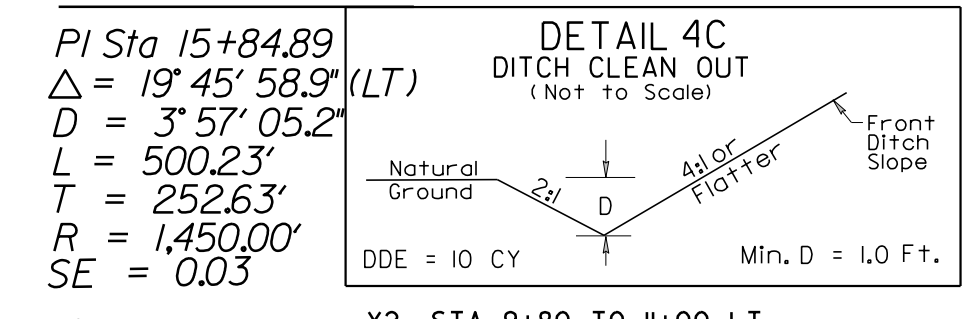 PI Sta 15+84.89
△ = 19° 45' 58.9" (LT)
D = 3° 57' 05.2"
L = 500.23'
T = 252.63'
R = 1,450.00'
SE = 0.03
DETAIL 4C
DITCH CLEAN OUT
(Not to Scale)
Natural
Ground
2:1
D
4:1 or
Flatter
Front
Ditch
Slope
DDE = 10 CY
Min. D = 1.0 Ft.